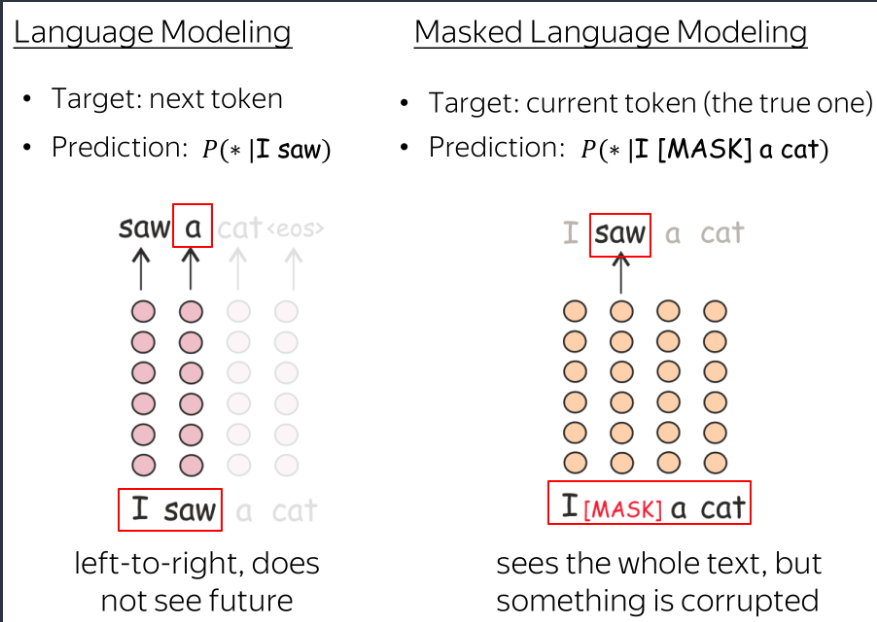 Language Modeling
• Target: next token
• Prediction: P(* |I saw)
saw a cat <eos>
I saw a cat
left-to-right, does
not see future
Masked Language Modeling
• Target: current token (the true one)
• Prediction: P(* |I [MASK] a cat)
I saw a cat
I [MASK] a cat
sees the whole text, but
something is corrupted